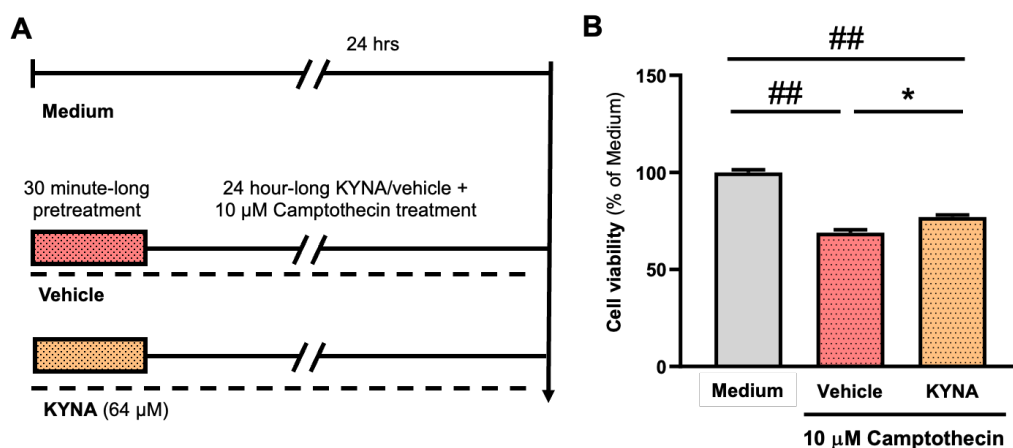 A
24 hrs
Medium
30 minute-long
pretreatment
24 hour-long KYNA/vehicle +
10 µM Camptothecin treatment
Vehicle
KYNA (64 µM)
B
##
##
*
Cell viability (% of Medium)
150
100
50
0
Medium
Vehicle
KYNA
10 µM Camptothecin